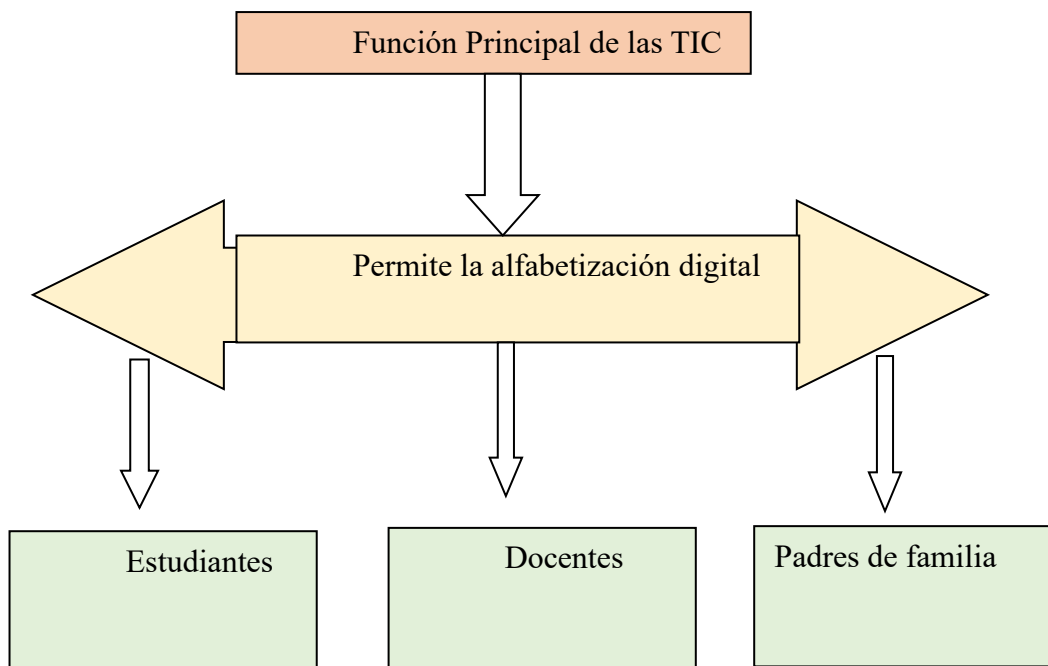 Función Principal de las TIC
Permite la alfabetización digital
Estudiantes
Docentes
Padres de familia